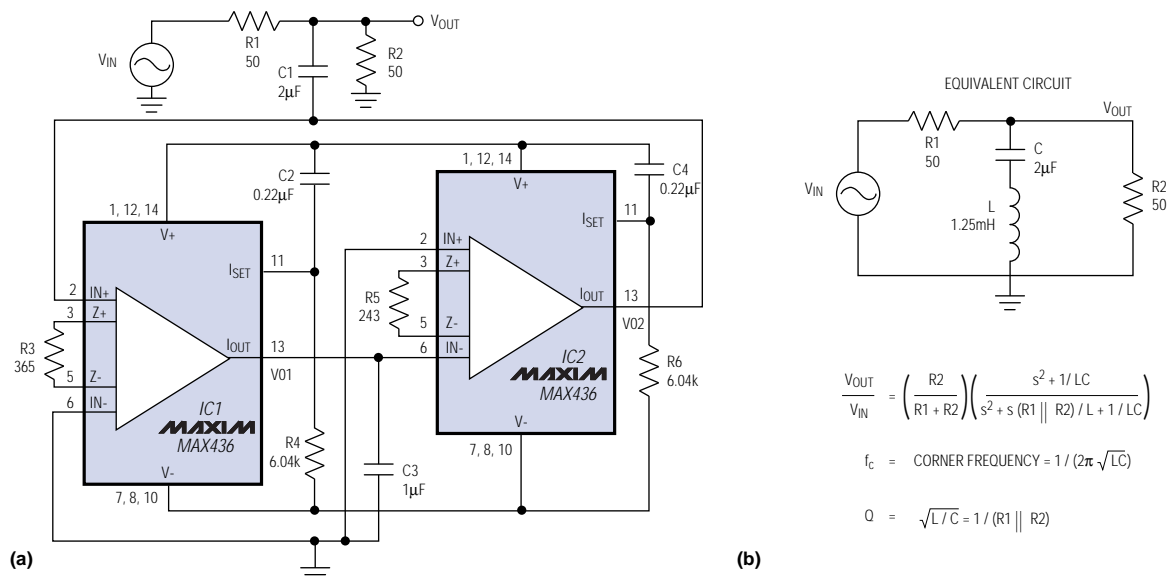 VIN
R1
50
VOUT
C1
2µF
R2
50
1, 12, 14
V+
C2
0.22µF
1, 12, 14
V+
C4
0.22µF
ISET
11
2
IN+
3
Z+
R3
365
5
Z-
6
IN-
IOUT
13
V01
IC1
MAXIM
MAX436
V-
7, 8, 10
R4
6.04k
C3
1µF
ISET
11
2
IN+
3
Z+
R5
243
5
Z-
6
IN-
IOUT
13
V02
IC2
MAXIM
MAX436
V-
7, 8, 10
R6
6.04k
(a)
EQUIVALENT CIRCUIT
VIN
R1
50
VOUT
C
2µF
L
1.25mH
R2
50
VOUT / VIN = (R2 / (R1 + R2)) ((s² + 1/ LC) / (s² + s (R1 || R2) / L + 1 / LC))
fc = CORNER FREQUENCY = 1 / (2π √LC)
Q = √L / C = 1 / (R1 || R2)
(b)